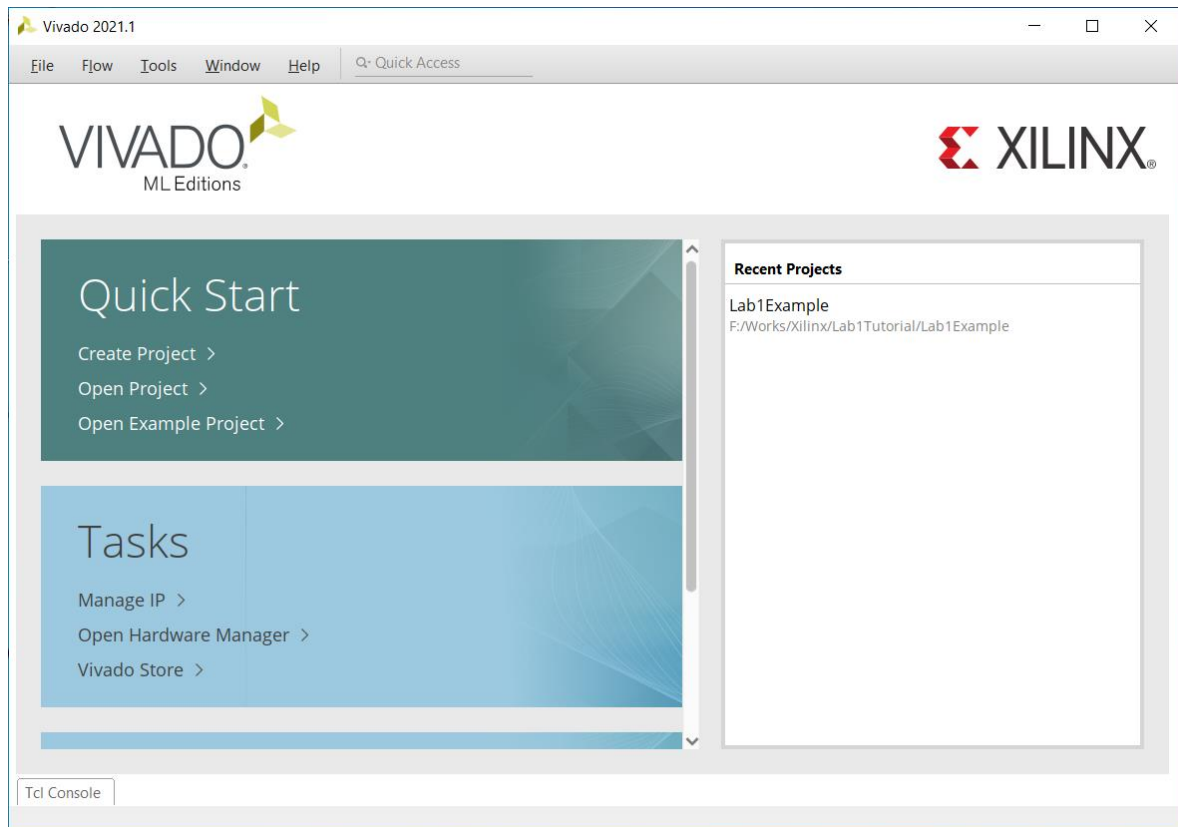 Vivado 2021.1
File Flow Tools Window Help Quick Access
VIVADO.
ML Editions
XILINX®
Quick Start
Create Project >
Open Project >
Open Example Project >
Tasks
Manage IP >
Open Hardware Manager >
Vivado Store >
Recent Projects
Lab1Example
F:/Works/Xilinx/Lab1Tutorial/Lab1Example
Tcl Console